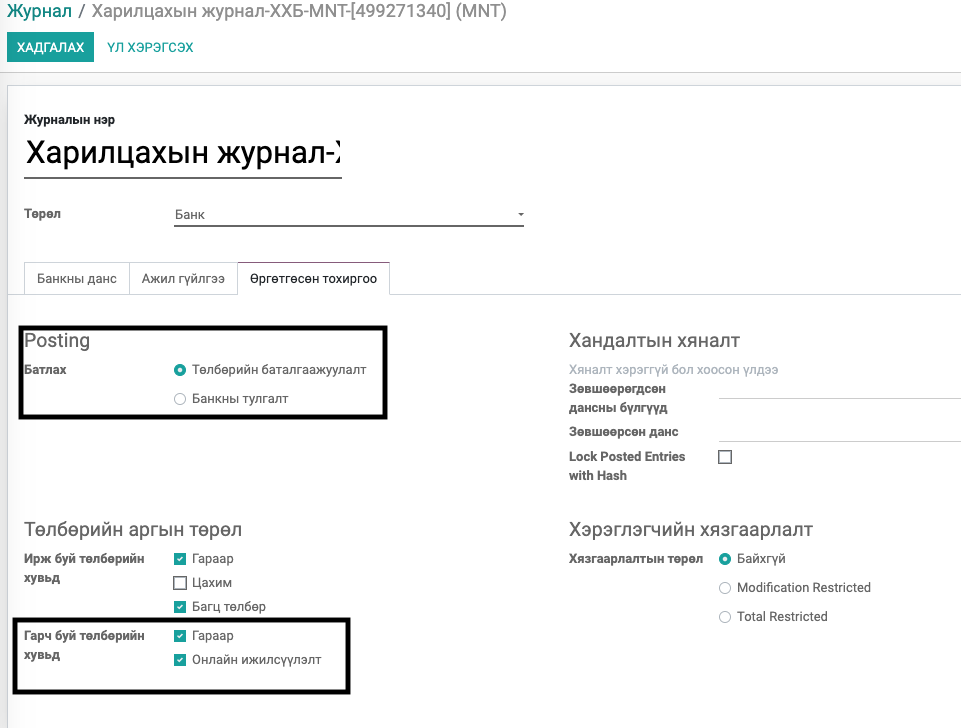 Журнал / Харилцахын журнал-ХХБ-MNT-[499271340] (MNT)
ХАДГАЛАХ ҮЛ ХЭРЭГСЭХ
Журналын нэр
Харилцахын журнал-
Төрөл Банк
Банкны данс Ажил гүйлгээ Өргөтгөсөн тохиргоо
Posting
Батлах Төлбөрийн баталгаажуулалт
Банкны тулгалт
Хандалтын хяналт
Хяналт хэрэггүй бол хоосон үлдээ
Зөвшөөрөгдсөн
дансны бүлгүүд
Зөвшөөрсөн данс
Lock Posted Entries
with Hash
Төлбөрийн аргын төрөл
Ирж буй төлбөрийн
хувьд
Гараар
Цахим
Багц төлбөр
Гарч буй төлбөрийн
хувьд
Гараар
Онлайн ижилсүүлэлт
Хэрэглэгчийн хязгаарлалт
Хязгаарлалтын төрөл Байхгүй
Modification Restricted
Total Restricted